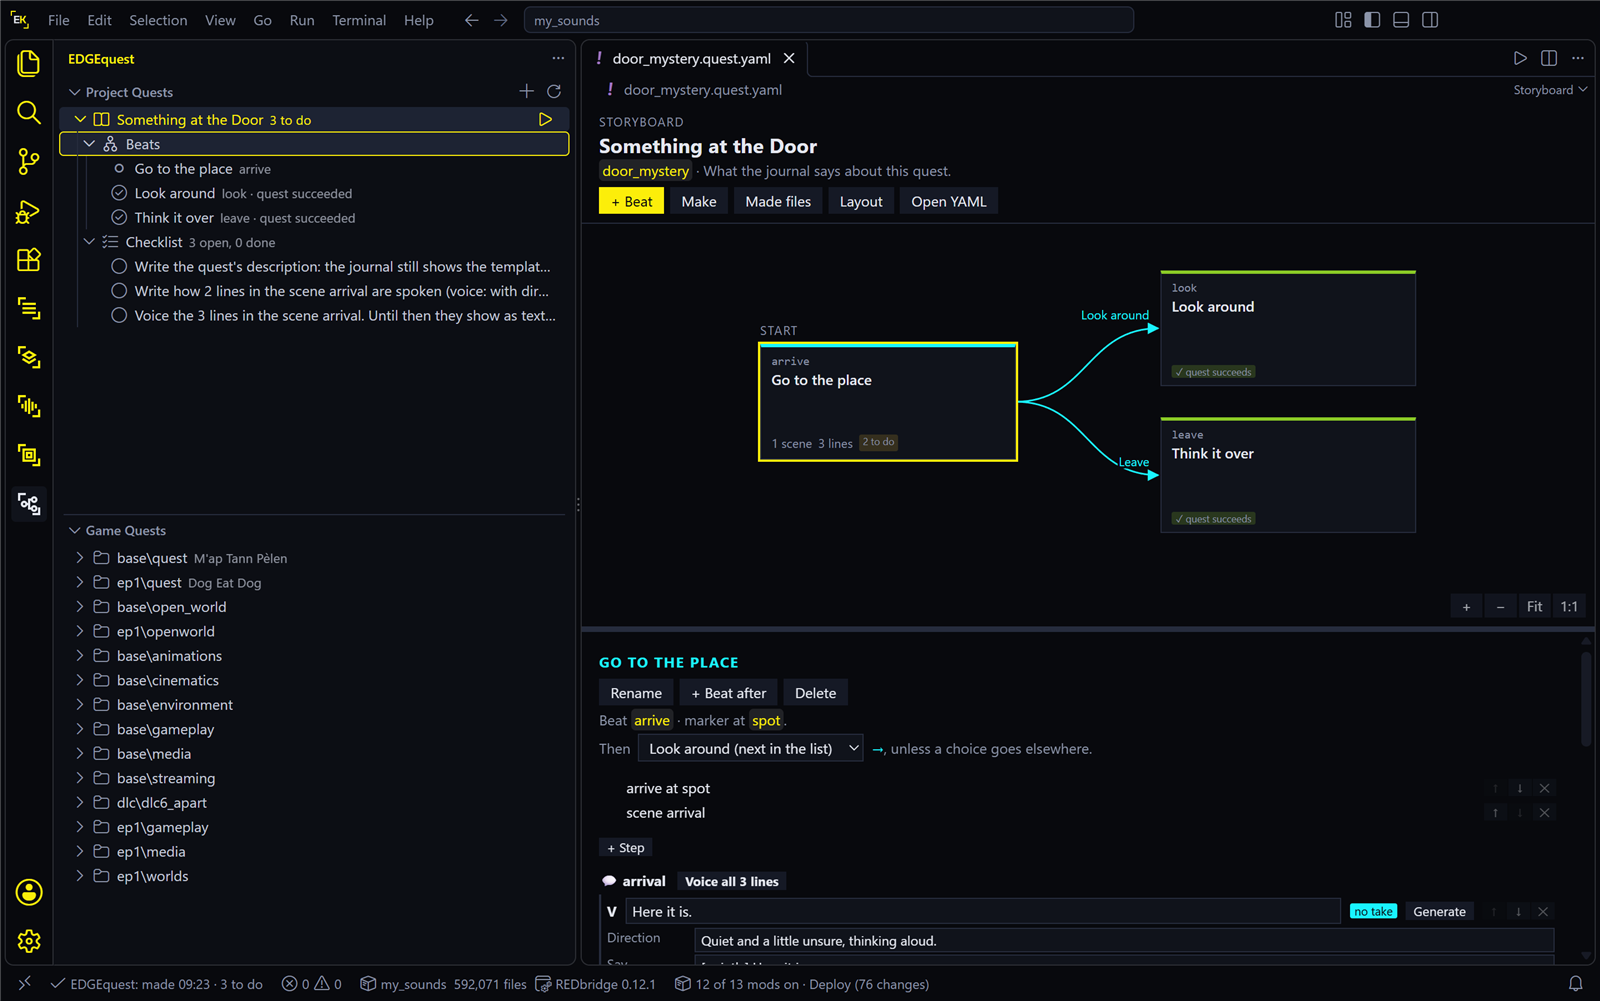 EK File Edit Selection View Go Run Terminal Help my_sounds
EDGEquest
Project Quests
Something at the Door 3 to do
Beats
Go to the place arrive
Look around look · quest succeeded
Think it over leave · quest succeeded
Checklist 3 open, 0 done
Write the quest's description: the journal still shows the templat...
Write how 2 lines in the scene arrival are spoken (voice: with dir...
Voice the 3 lines in the scene arrival. Until then they show as text...
Game Quests
base\quest M'ap Tann Pèlen
ep1\quest Dog Eat Dog
base\open_world
ep1\openworld
base\animations
base\cinematics
base\environment
base\gameplay
base\media
base\streaming
dlc\dlc6_apart
ep1\gameplay
ep1\media
ep1\worlds
! door_mystery.quest.yaml
! door_mystery.quest.yaml
Storyboard
STORYBOARD
Something at the Door
door_mystery · What the journal says about this quest.
+ Beat Make Made files Layout Open YAML
START
arrive
Go to the place
1 scene 3 lines 2 to do
Look around
Leave
look
Look around
✓ quest succeeds
leave
Think it over
✓ quest succeeds
+ − Fit 1:1
GO TO THE PLACE
Rename + Beat after Delete
Beat arrive · marker at spot.
Then Look around (next in the list) →, unless a choice goes elsewhere.
arrive at spot ↑ ↓ ×
scene arrival ↑ ↓ ×
+ Step
arrival Voice all 3 lines
V Here it is. no take Generate ↑ ↓ ×
Direction Quiet and a little unsure, thinking aloud.
EDGEquest: made 09:23 · 3 to do 0 0 my_sounds 592,071 files REDbridge 0.12.1 12 of 13 mods on · Deploy (76 changes)